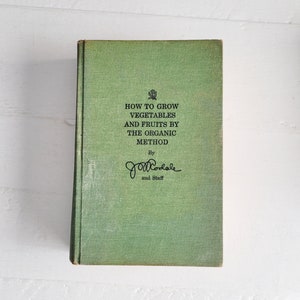 HOW TO GROW
VEGETABLES
AND FRUITS BY
THE ORGANIC
METHOD
By
J. I. Rodale
and Staff